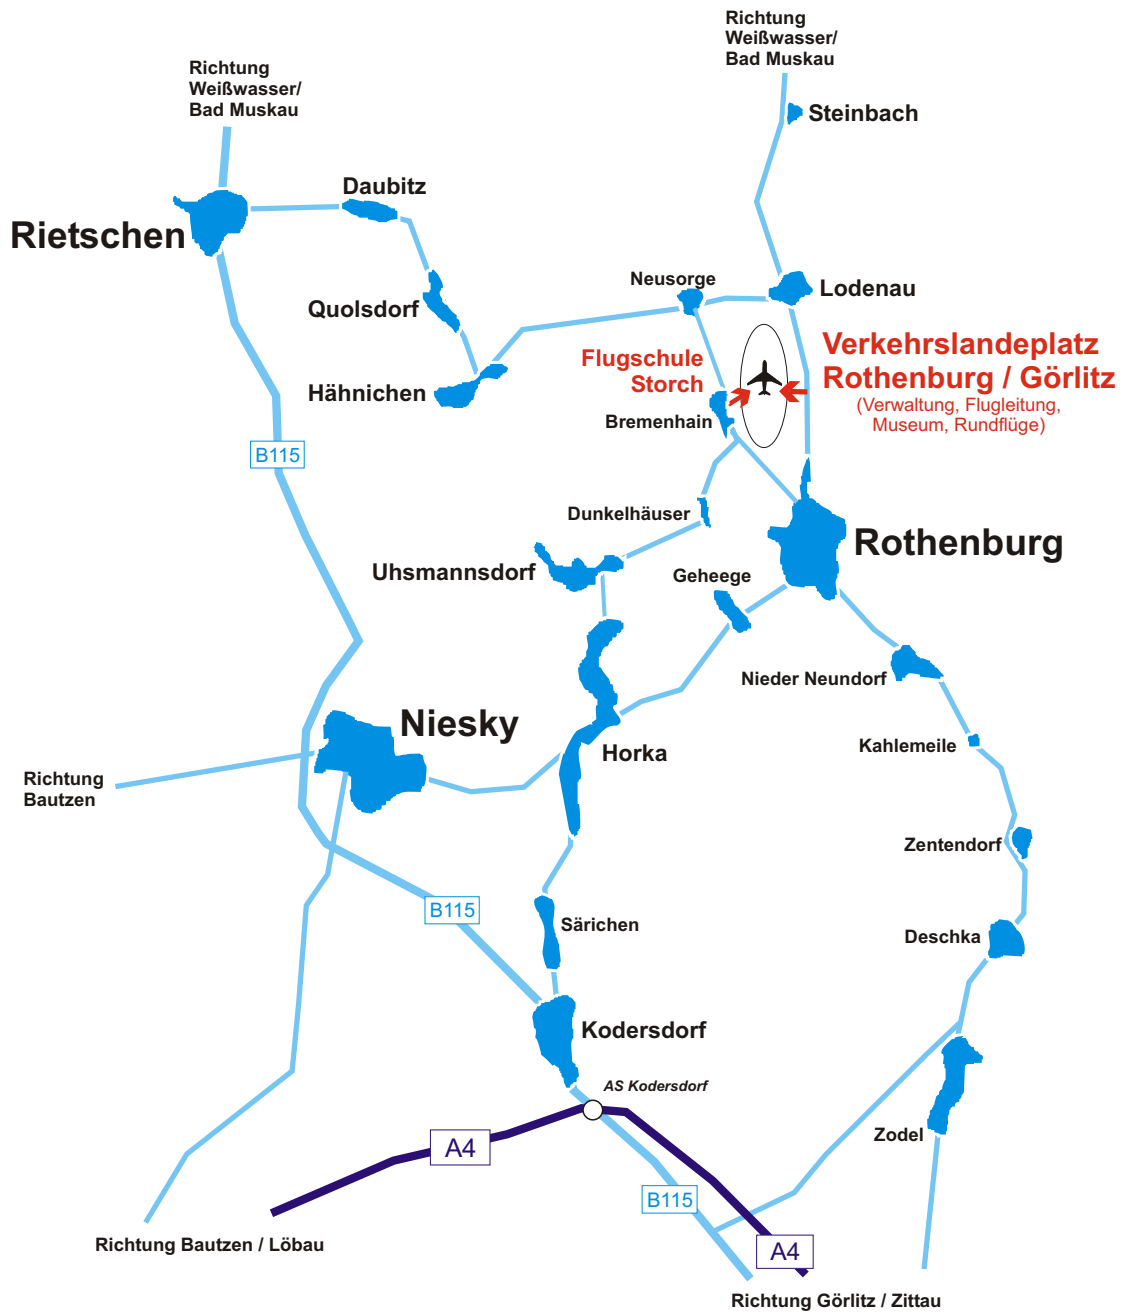 Richtung
Weißwasser/
Bad Muskau
Richtung
Weißwasser/
Bad Muskau
Steinbach
Daubitz
Rietschen
Neusorge
Lodenau
Quolsdorf
Verkehrslandeplatz
Rothenburg / Görlitz
(Verwaltung, Flugleitung,
Museum, Rundflüge)
Flugschule
Storch
Hähnichen
Bremenhain
B115
Dunkelhäuser
Rothenburg
Uhsmannsdorf
Geheege
Nieder Neundorf
Niesky
Kahlemeile
Horka
Richtung
Bautzen
Zentendorf
B115
Särichen
Deschka
Kodersdorf
AS Kodersdorf
Zodel
A4
B115
Richtung Bautzen / Löbau
A4
Richtung Görlitz / Zittau